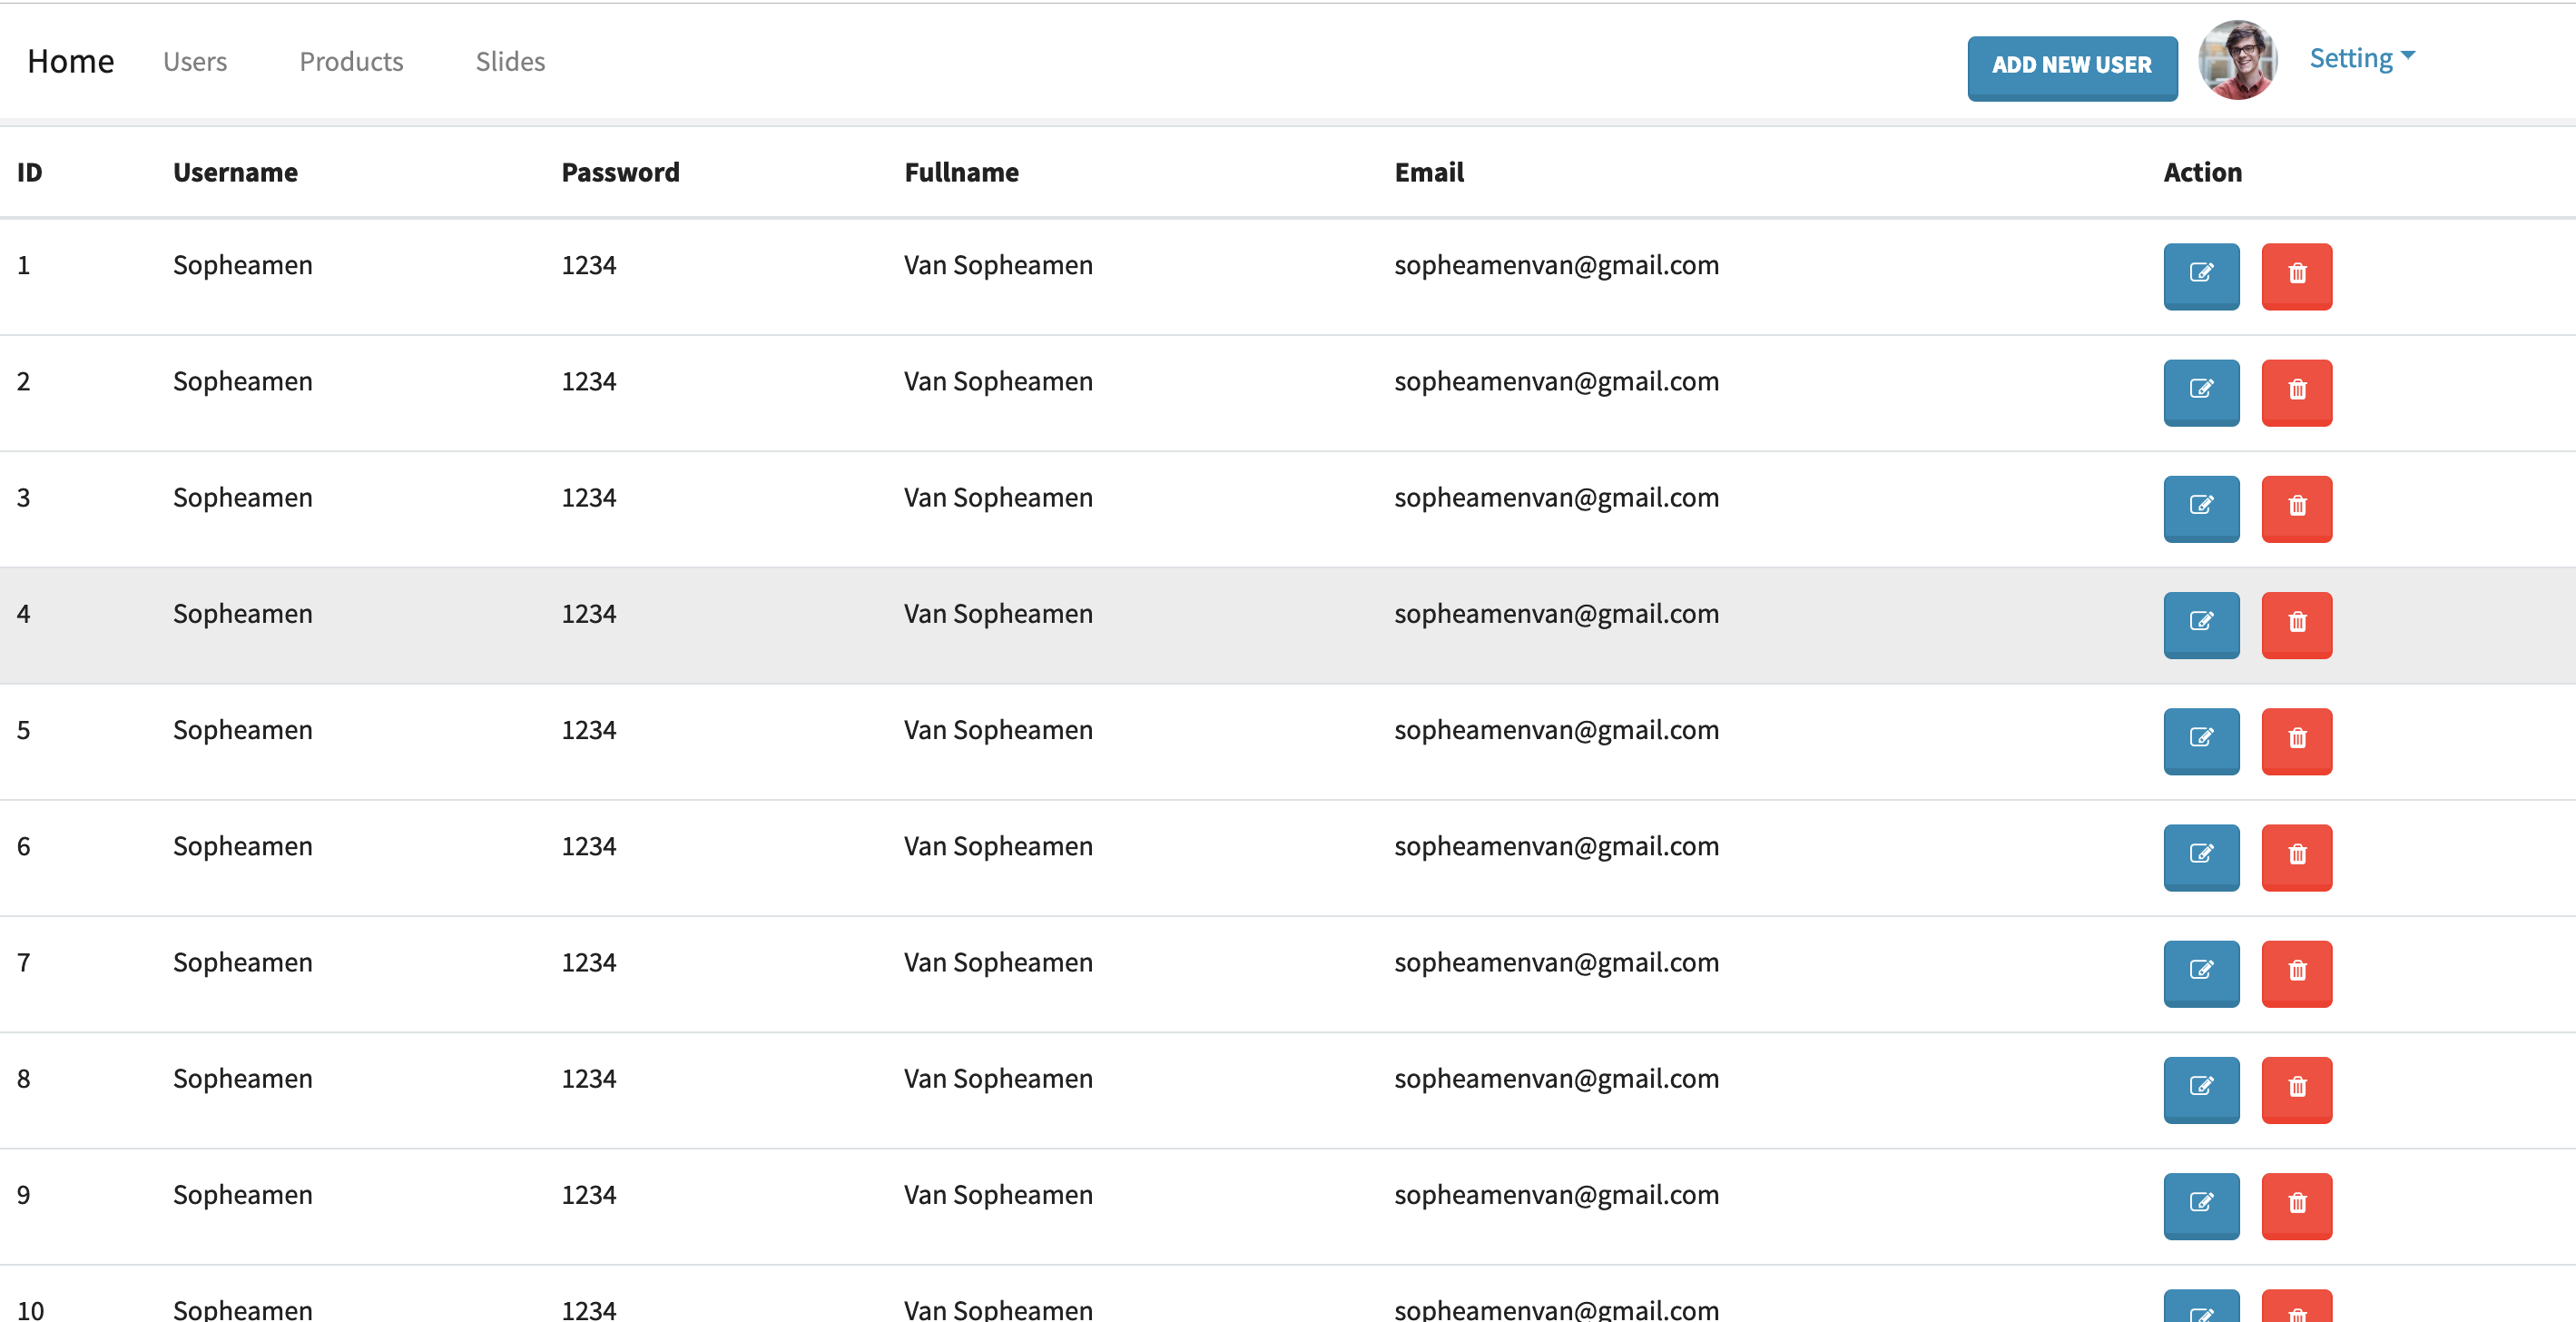 Home Users Products Slides ADD NEW USER Setting
ID Username Password Fullname Email Action
1 Sopheamen 1234 Van Sopheamen sopheamenvan@gmail.com
2 Sopheamen 1234 Van Sopheamen sopheamenvan@gmail.com
3 Sopheamen 1234 Van Sopheamen sopheamenvan@gmail.com
4 Sopheamen 1234 Van Sopheamen sopheamenvan@gmail.com
5 Sopheamen 1234 Van Sopheamen sopheamenvan@gmail.com
6 Sopheamen 1234 Van Sopheamen sopheamenvan@gmail.com
7 Sopheamen 1234 Van Sopheamen sopheamenvan@gmail.com
8 Sopheamen 1234 Van Sopheamen sopheamenvan@gmail.com
9 Sopheamen 1234 Van Sopheamen sopheamenvan@gmail.com
10 Sopheamen 1234 Van Sopheamen sopheamenvan@gmail.com